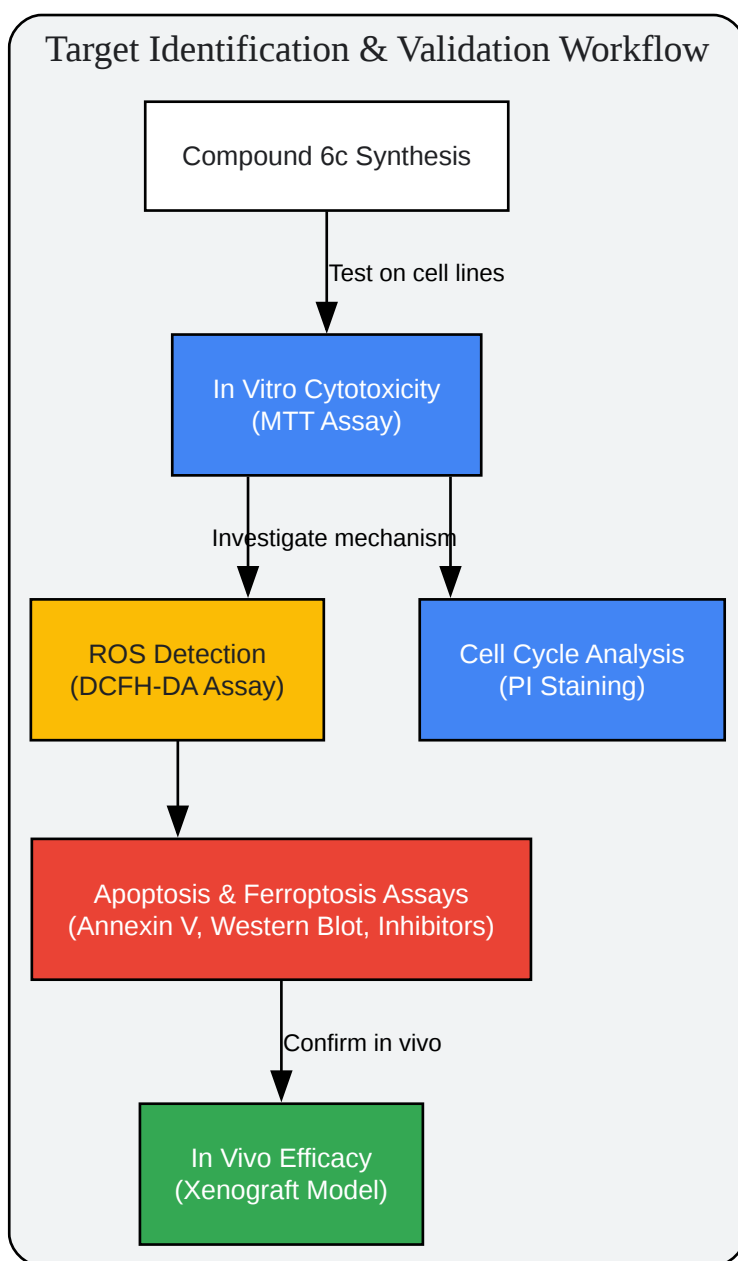 Target Identification & Validation Workflow
Compound 6c Synthesis
Test on cell lines
In Vitro Cytotoxicity
(MTT Assay)
Investigate mechanism
ROS Detection
(DCFH-DA Assay)
Cell Cycle Analysis
(PI Staining)
Apoptosis & Ferroptosis Assays
(Annexin V, Western Blot, Inhibitors)
Confirm in vivo
In Vivo Efficacy
(Xenograft Model)